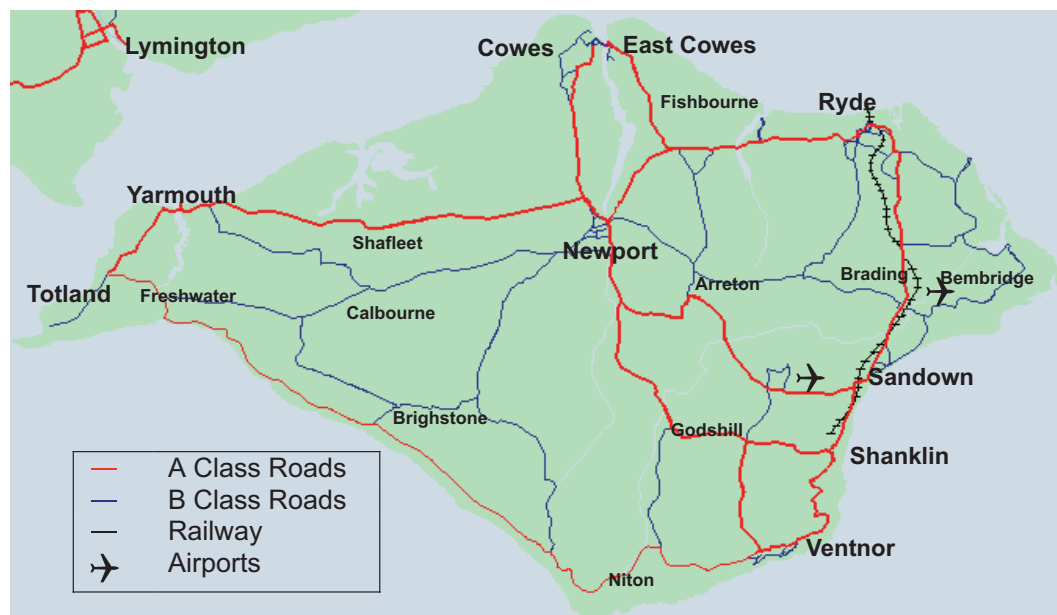 Lymington
Cowes
East Cowes
Fishbourne
Ryde
Yarmouth
Shafleet
Newport
Totland
Freshwater
Calbourne
Arreton
Brading
Bembridge
Sandown
Brighstone
Godshill
Shanklin
Ventnor
Niton
A Class Roads
B Class Roads
Railway
Airports